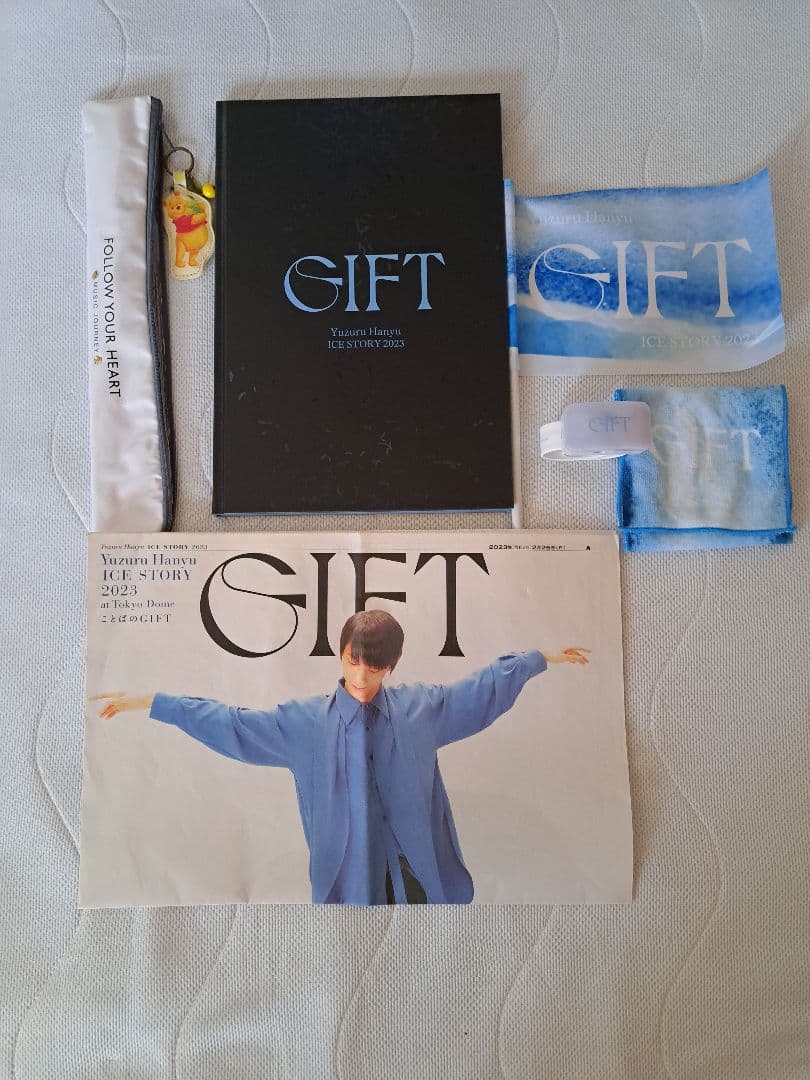 FOLLOW YOUR HEART
MUSIC JOURNEY
GIFT
Yuzuru Hanyu
ICE STORY 2023
Yuzuru Hanyu
GIFT
ICE STORY 2023
GIFT
GIFT
Yuzuru Hanyu ICE STORY 2023
Yuzuru Hanyu
ICE STORY
2023
at Tokyo Dome
ことばのGIFT
GIFT